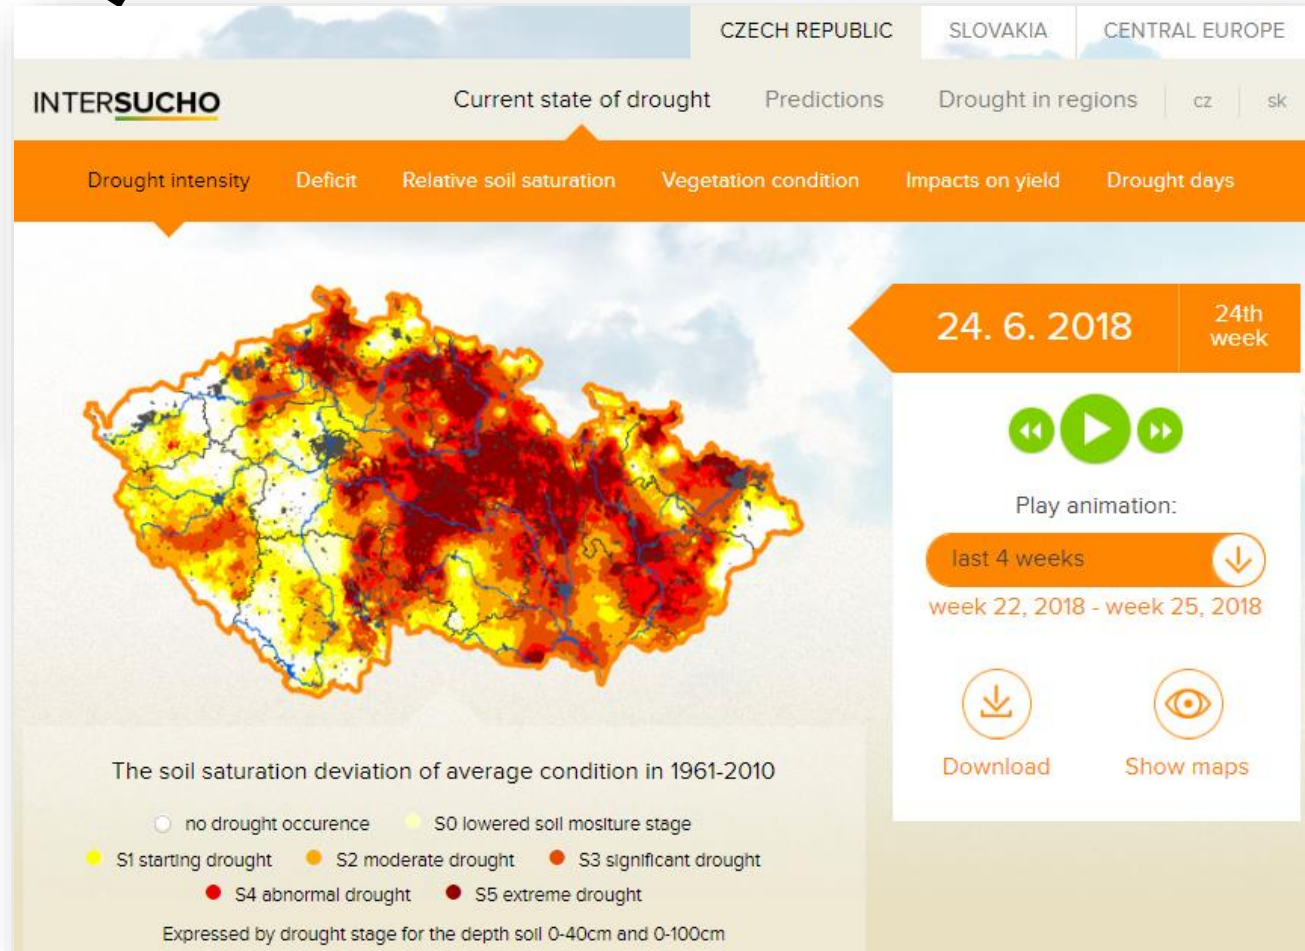 CZECH REPUBLIC SLOVAKIA CENTRAL EUROPE
INTERSUCHO Current state of drought Predictions Drought in regions cz sk
Drought intensity Deficit Relative soil saturation Vegetation condition Impacts on yield Drought days
24. 6. 2018 24th
week
Play animation:
last 4 weeks
week 22, 2018 - week 25, 2018
Download Show maps
The soil saturation deviation of average condition in 1961-2010
no drought occurence S0 lowered soil mositure stage
S1 starting drought S2 moderate drought S3 significant drought
S4 abnormal drought S5 extreme drought
Expressed by drought stage for the depth soil 0-40cm and 0-100cm